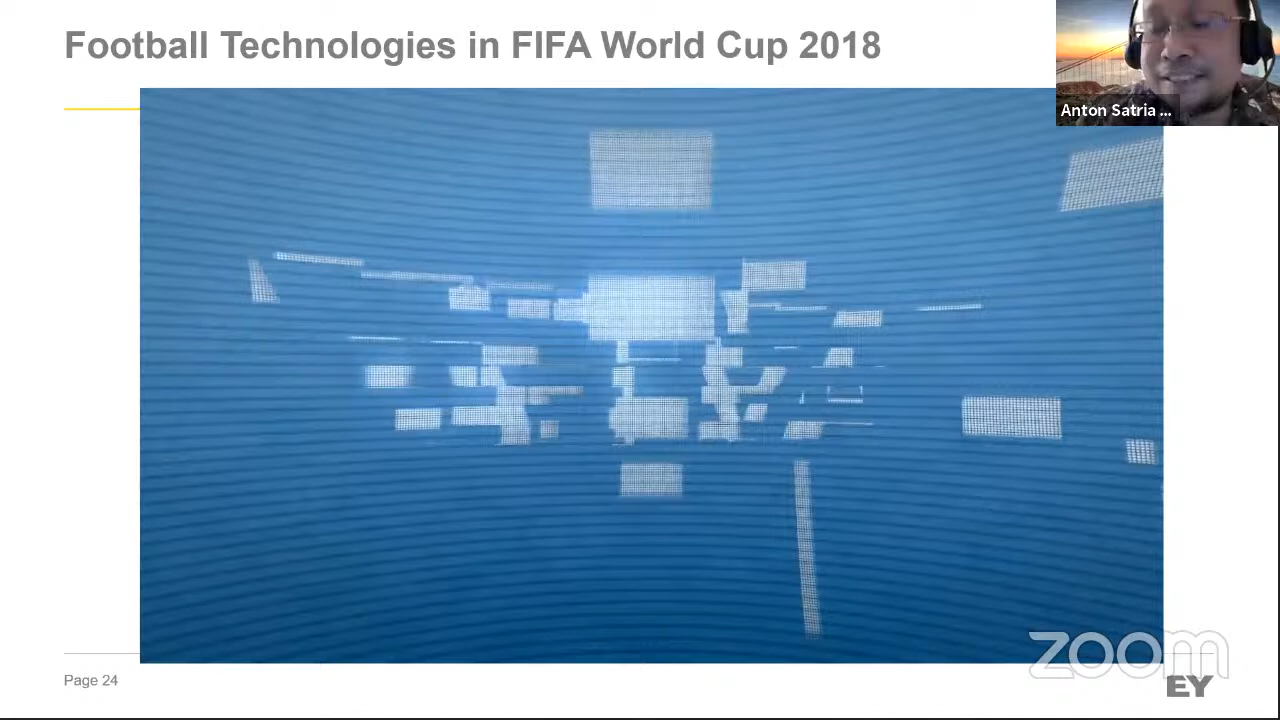 Football Technologies in FIFA World Cup 2018
Anton Satria ...
zoom
Page 24
EY